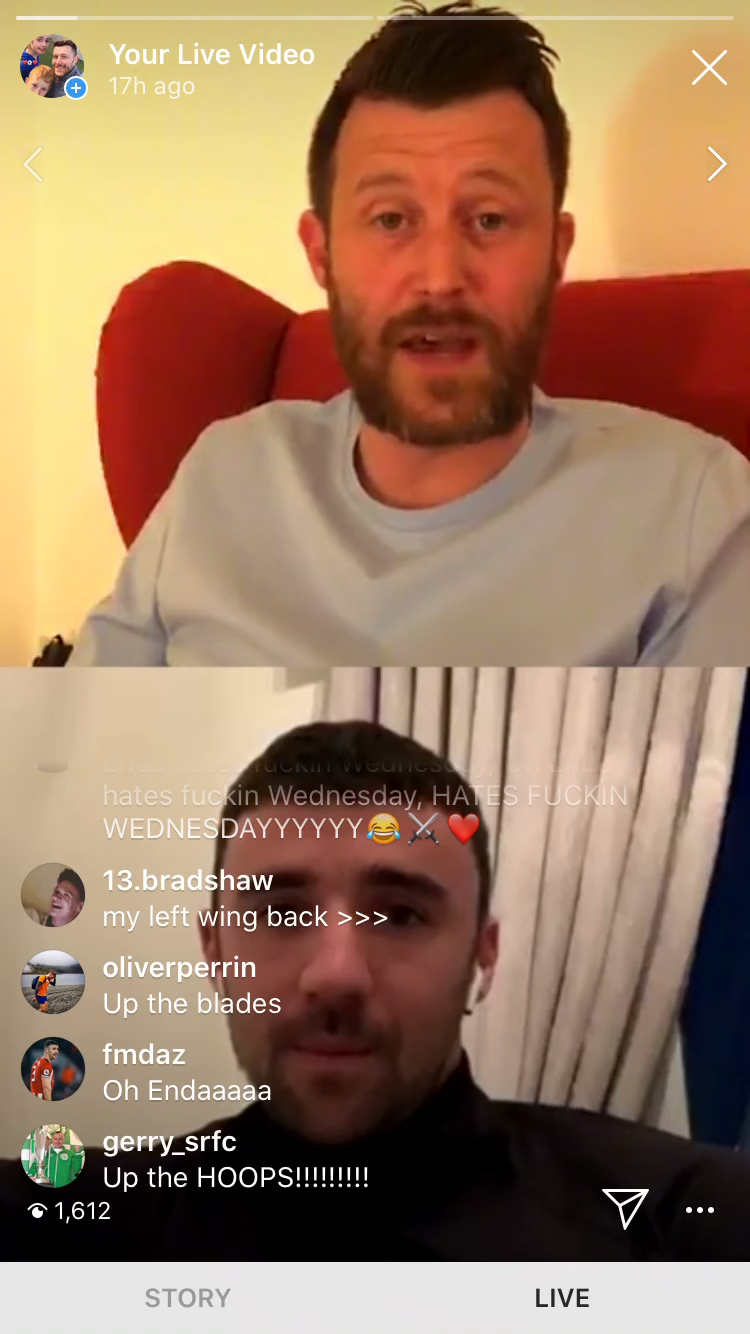 Your Live Video
17h ago
hates fuckin Wednesday, HATES FUCKIN
WEDNESDAYYYYYY😂⚔️❤️
13.bradshaw
my left wing back >>>
oliverperrin
Up the blades
fmdaz
Oh Endaaaaa
gerry_srfc
Up the HOOPS!!!!!!!!!
1,612
STORY
LIVE